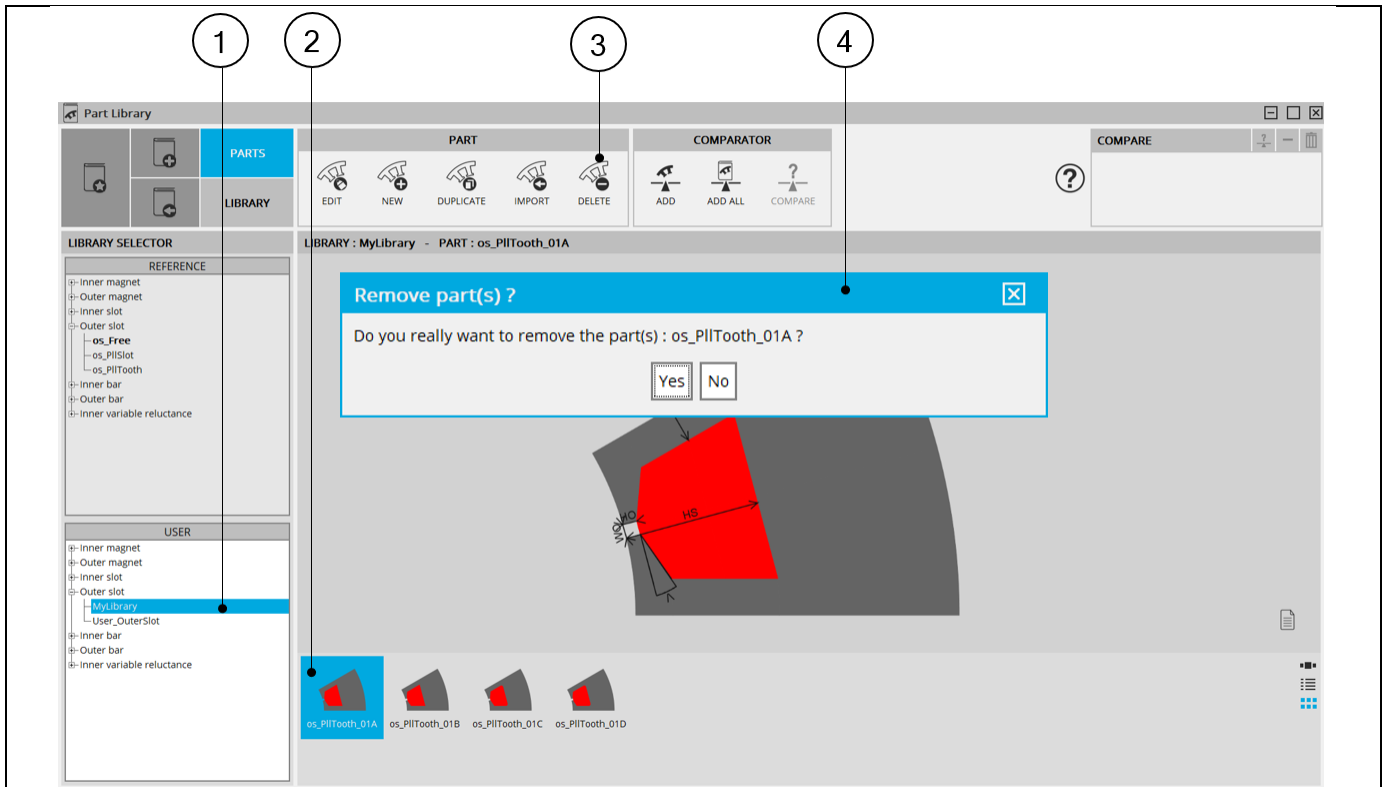 1
2
3
4
Part Library
PARTS
LIBRARY
PART
EDIT
NEW
DUPLICATE
IMPORT
DELETE
COMPARATOR
ADD
ADD ALL
?
COMPARE
?
COMPARE
?
LIBRARY SELECTOR
REFERENCE
Inner magnet
Outer magnet
Inner slot
Outer slot
os_Free
os_PllSlot
os_PllTooth
Inner bar
Outer bar
Inner variable reluctance
USER
Inner magnet
Outer magnet
Inner slot
Outer slot
MyLibrary
User_OuterSlot
Inner bar
Outer bar
Inner variable reluctance
LIBRARY : MyLibrary - PART : os_PllTooth_01A
Remove part(s) ?
Do you really want to remove the part(s) : os_PllTooth_01A ?
Yes
No
HO
WO
HS
V
os_PllTooth_01A
os_PllTooth_01B
os_PllTooth_01C
os_PllTooth_01D